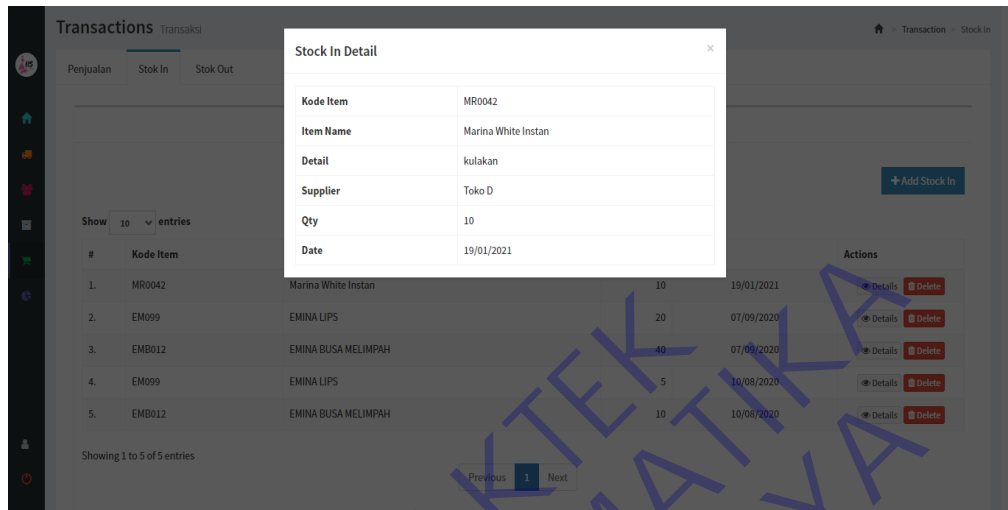 Transactions Transaksi
Transaction > Stock In
Penjualan Stok In Stok Out
Stock In Detail ×
Kode Item MR0042
Item Name Marina White Instan
Detail kulakan
Supplier Toko D
Qty 10
Date 19/01/2021
+Add Stock In
Show 10 entries
# Kode Item Actions
1. MR0042 Marina White Instan 10 19/01/2021 Details Delete
2. EM099 EMINA LIPS 20 07/09/2020 Details Delete
3. EMB012 EMINA BUSA MELIMPAH 40 07/09/2020 Details Delete
4. EM099 EMINA LIPS 5 10/08/2020 Details Delete
5. EMB012 EMINA BUSA MELIMPAH 10 10/08/2020 Details Delete
Showing 1 to 5 of 5 entries
Previous 1 Next